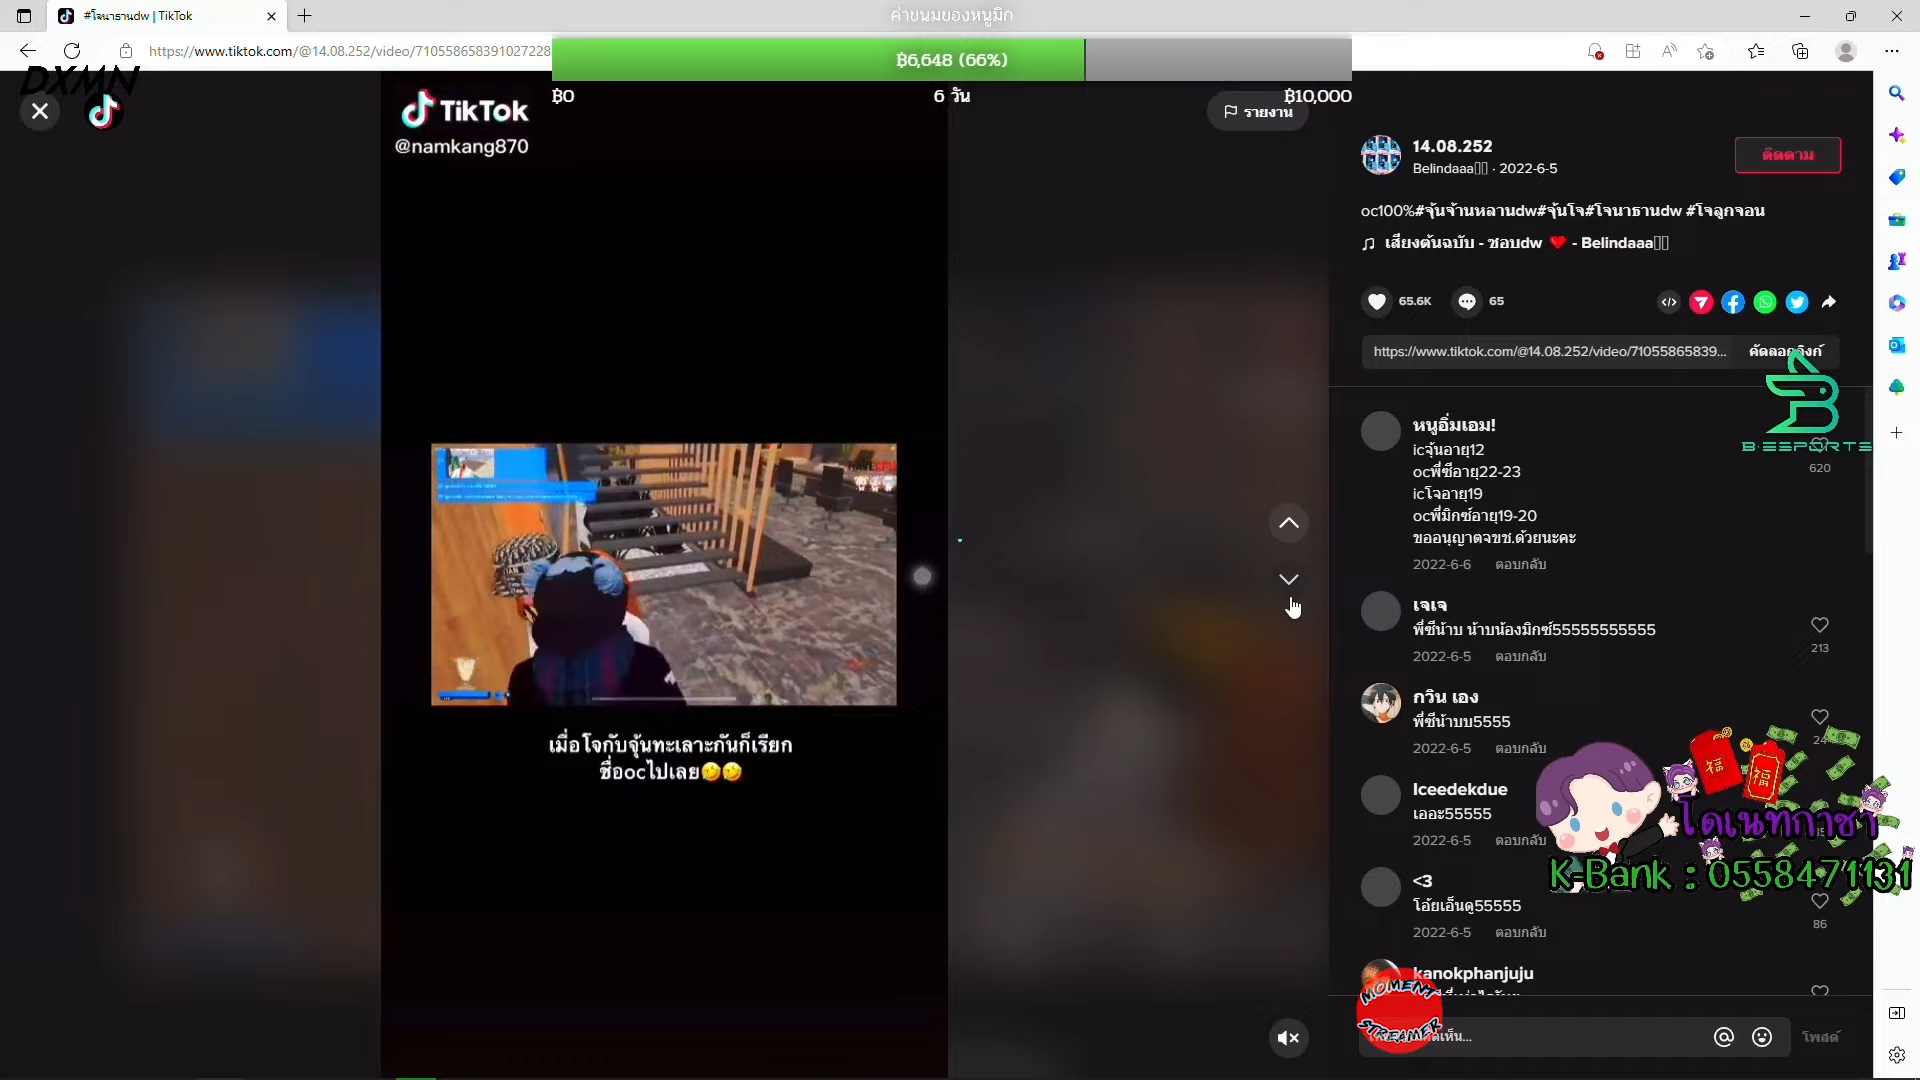 #โจนาธานdw | TikTok
ค่าขนมของหนูมิก
https://www.tiktok.com/@14.08.252/video/710558658391027228
฿6,648 (66%)
฿0
6 วัน
฿10,000
DXMN
TikTok
@namkang870
รายงาน
14.08.252
Belindaaa · 2022-6-5
ติดตาม
oc100%#จุ้นจ้านหลานdw#จุ้นโจ#โจนาธานdw #โจลูกจอน
เสียงต้นฉบับ - ชอบdw ❤️ - Belindaaa
65.6K
65
https://www.tiktok.com/@14.08.252/video/71055865839...
คัดลอกลิงก์
B·ESPORTS
หนูอิ่มเอม!
icจุ้นอายุ12
ocพี่ซีอายุ22-23
icโจอายุ19
ocพี่มิกซ์อายุ19-20
ขออนุญาตจขช.ด้วยนะคะ
2022-6-6 ตอบกลับ
620
เจเจ
พี่ซีน้าบ น้าบน้องมิกซ์55555555555
2022-6-5 ตอบกลับ
213
กวิน เอง
พี่ซีน้าบบ5555
2022-6-5 ตอบกลับ
24
Iceedekdue
เออะ55555
2022-6-5 ตอบกลับ
<3
โอ้ยเอ็นดู55555
2022-6-5 ตอบกลับ
86
kanokphanjuju
เมื่อโจกับจุ้นทะเลาะกันก็เรียก
ชื่อocไปเลย🤣🤣
福
福
โดเนทกาชา
K-Bank : 0558471131
MOMENT
STREAMER
โพสต์